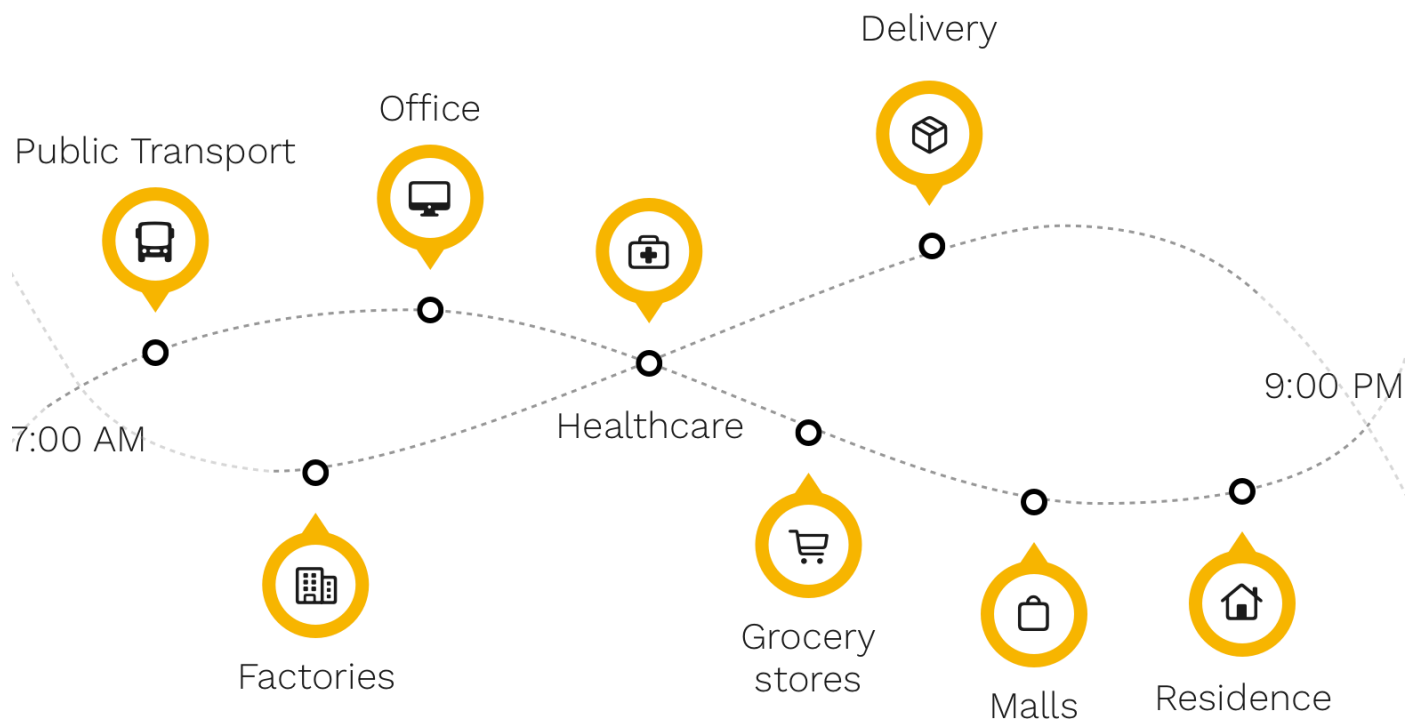 Delivery
Office
Public Transport
9:00 PM
Healthcare
7:00 AM
Grocery
stores
Factories
Malls
Residence